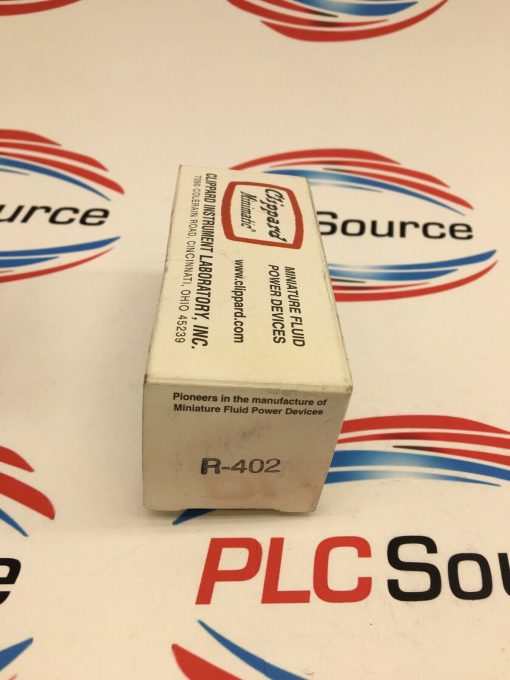 Source
Source
Clippard
Minimatic®
CLIPPARD INSTRUMENT LABORATORY, INC.
7390 COLERAIN ROAD, CINCINNATI, OHIO 45239
MINIATURE FLUID
POWER DEVICES
www.clippard.com
Pioneers in the manufacture of
Miniature Fluid Power Devices
R-402
PLC Source